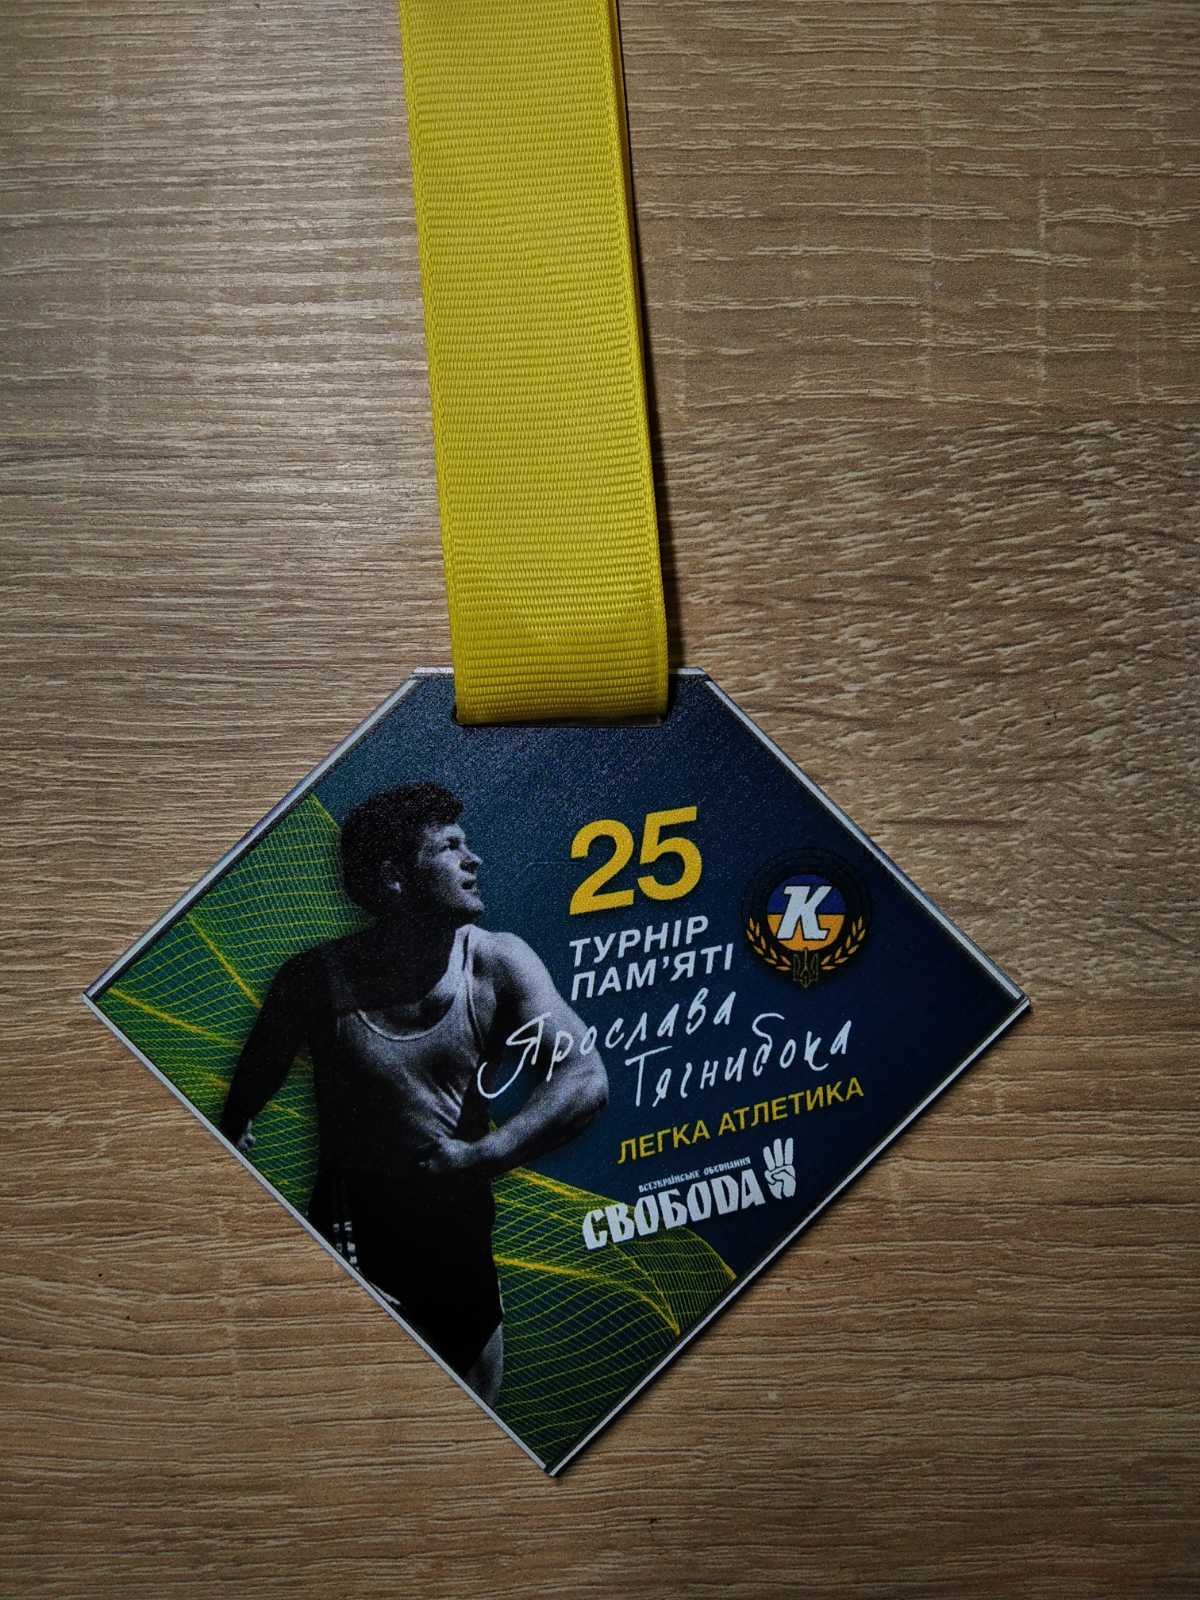 25
ТУРНІР
ПАМ'ЯТІ
Ярослава
Тягнибока
ЛЕГКА АТЛЕТИКА
ВСЕУКРАЇНСЬКЕ ОБ'ЄДНАННЯ
СВОБОДА
К